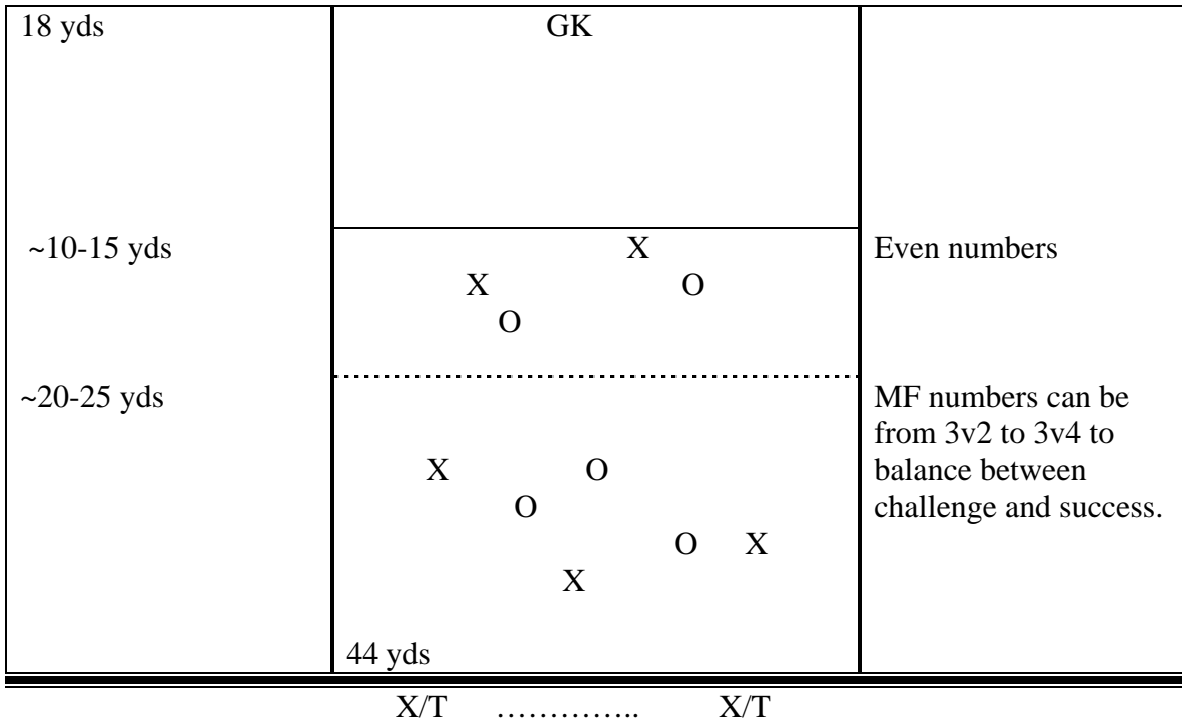 18 yds GK
~10-15 yds X Even numbers
X O
O
~20-25 yds MF numbers can be
from 3v2 to 3v4 to
X O balance between
O challenge and success.
O X
X
44 yds
X/T ………….. X/T